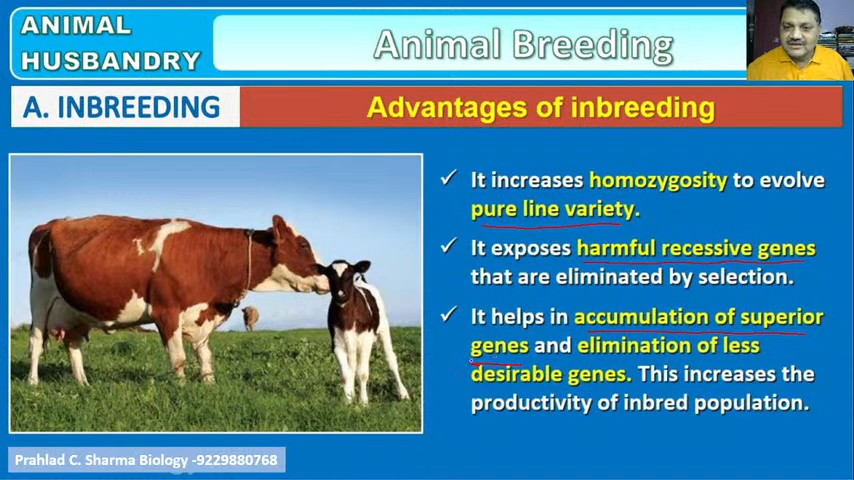 ANIMAL
HUSBANDRY
Animal Breeding
A. INBREEDING
Advantages of inbreeding
✓ It increases homozygosity to evolve
pure line variety.
✓ It exposes harmful recessive genes
that are eliminated by selection.
✓ It helps in accumulation of superior
genes and elimination of less
desirable genes. This increases the
productivity of inbred population.
Prahlad C. Sharma Biology -9229880768